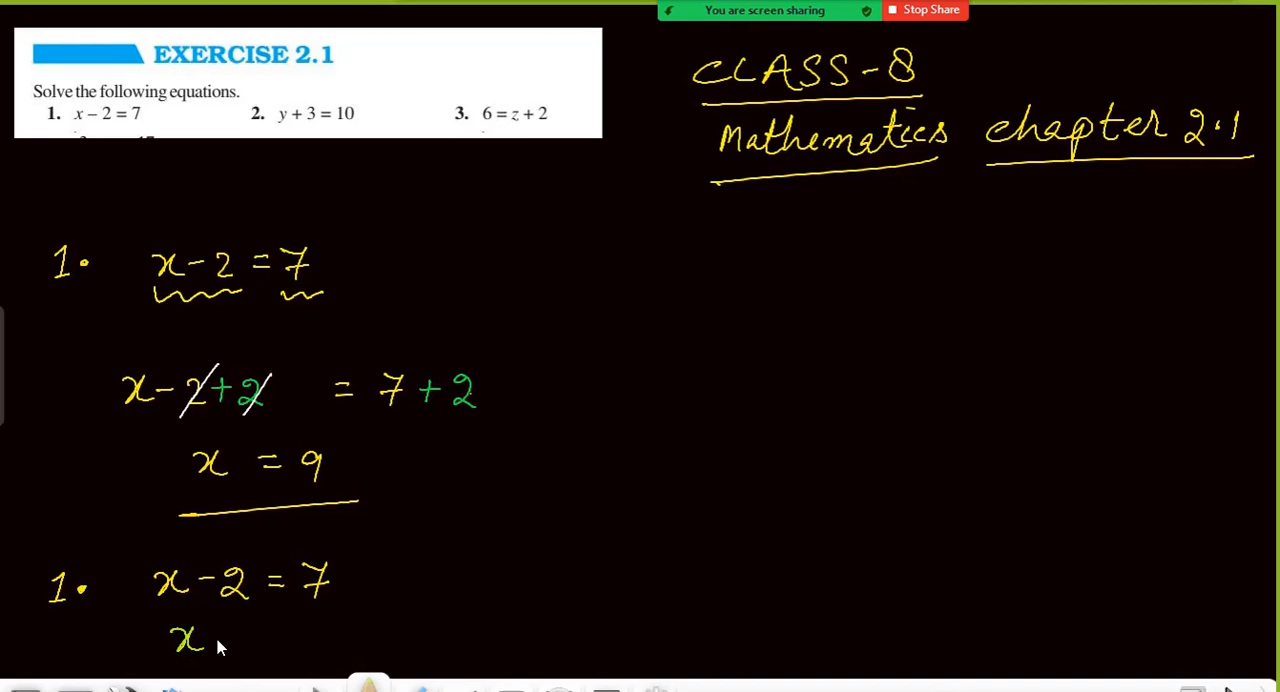 You are screen sharing Stop Share
EXERCISE 2.1
Solve the following equations.
1. x – 2 = 7 2. y + 3 = 10 3. 6 = z + 2
CLASS-8
Mathematics chapter 2.1
1. x-2 = 7
x-2+2 = 7+2
x = 9
1. x-2 = 7
x